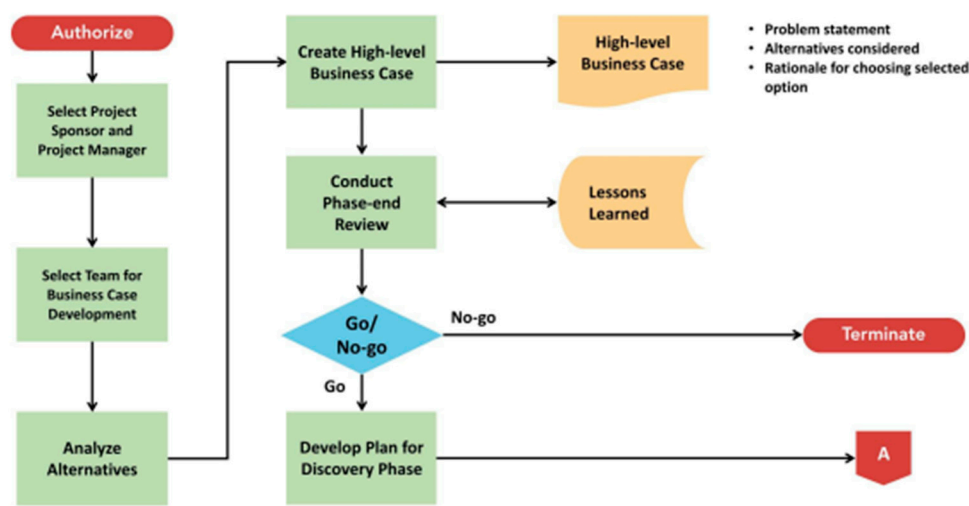 Authorize
Select Project
Sponsor and
Project Manager
Select Team for
Business Case
Development
Analyze
Alternatives
Create High-level
Business Case
High-level
Business Case
• Problem statement
• Alternatives considered
• Rationale for choosing selected
option
Conduct
Phase-end
Review
Lessons
Learned
Go/
No-go
No-go
Terminate
Go
Develop Plan for
Discovery Phase
A